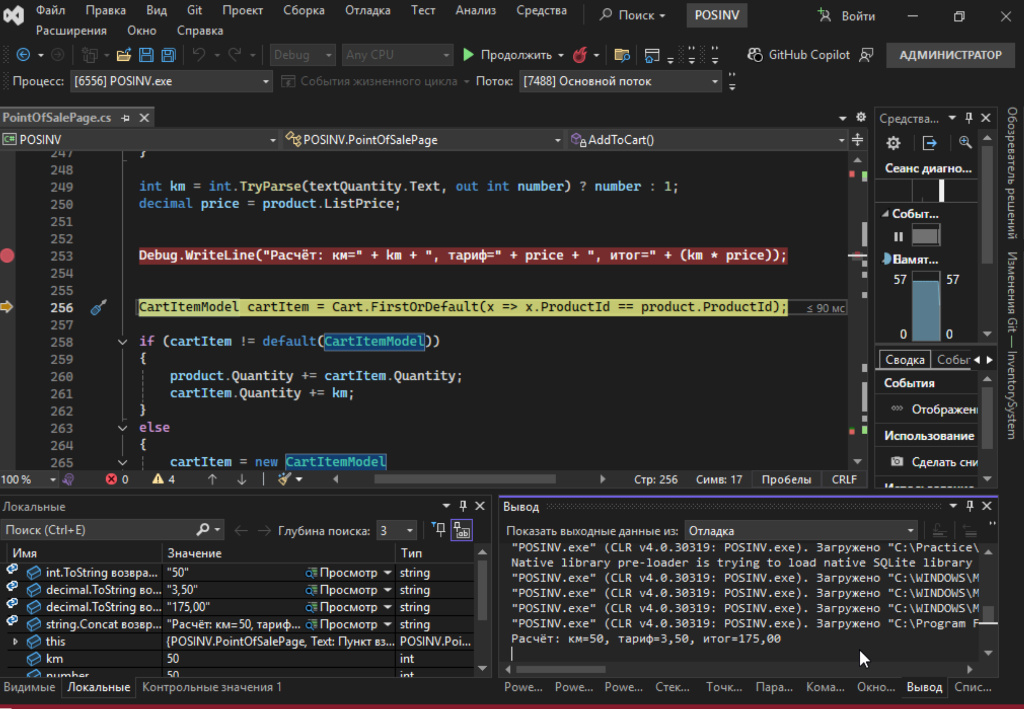 Файл Правка Вид Git Проект Сборка Отладка Тест Анализ Средства Поиск POSINV Войти
Расширения Окно Справка
Debug Any CPU Продолжить GitHub Copilot АДМИНИСТРАТОР
Процесс: [6556] POSINV.exe События жизненного цикла Поток: [7488] Основной поток
PointOfSalePage.cs
POSINV POSINV.PointOfSalePage AddToCart()
247 }
248
249 int km = int.TryParse(textQuantity.Text, out int number) ? number : 1;
250 decimal price = product.ListPrice;
251
252
253 Debug.WriteLine("Расчёт: км=" + km + ", тариф=" + price + ", итог=" + (km * price));
254
255
256 CartItemModel cartItem = Cart.FirstOrDefault(x => x.ProductId == product.ProductId); ≤ 90 мс
257
258 if (cartItem != default(CartItemModel))
259 {
260 product.Quantity += cartItem.Quantity;
261 cartItem.Quantity += km;
262 }
263 else
264 {
265 cartItem = new CartItemModel
100 % 0 4 Стр: 256 Симв: 17 Пробелы CRLF
Средства...
Сеанс диагно...
Событ...
Памят...
57 57
0 0
Сводка Событ
События
Отображен
Использование
Сделать сни
Обозреватель решений
Изменения Git — InventorySystem
Локальные
Поиск (Ctrl+E) Глубина поиска: 3
Имя Значение Тип
int.ToString возвра... "50" Просмотр string
decimal.ToString во... "3,50" Просмотр string
decimal.ToString во... "175,00" Просмотр string
string.Concat возвр... "Расчёт: км=50, тариф... Просмотр string
this {POSINV.PointOfSalePage, Text: Пункт вз... POSINV.Poi...
km 50 int
number 50 int
Видимые Локальные Контрольные значения 1
Вывод
Показать выходные данные из: Отладка
"POSINV.exe" (CLR v4.0.30319: POSINV.exe). Загружено "C:\Practice\
Native library pre-loader is trying to load native SQLite library
"POSINV.exe" (CLR v4.0.30319: POSINV.exe). Загружено "C:\WINDOWS\M
"POSINV.exe" (CLR v4.0.30319: POSINV.exe). Загружено "C:\WINDOWS\M
"POSINV.exe" (CLR v4.0.30319: POSINV.exe). Загружено "C:\WINDOWS\M
"POSINV.exe" (CLR v4.0.30319: POSINV.exe). Загружено "C:\Program F
Расчёт: км=50, тариф=3,50, итог=175,00
Powe... Powe... Powe... Стек... Точк... Пара... Кома... Окно... Вывод Спис...